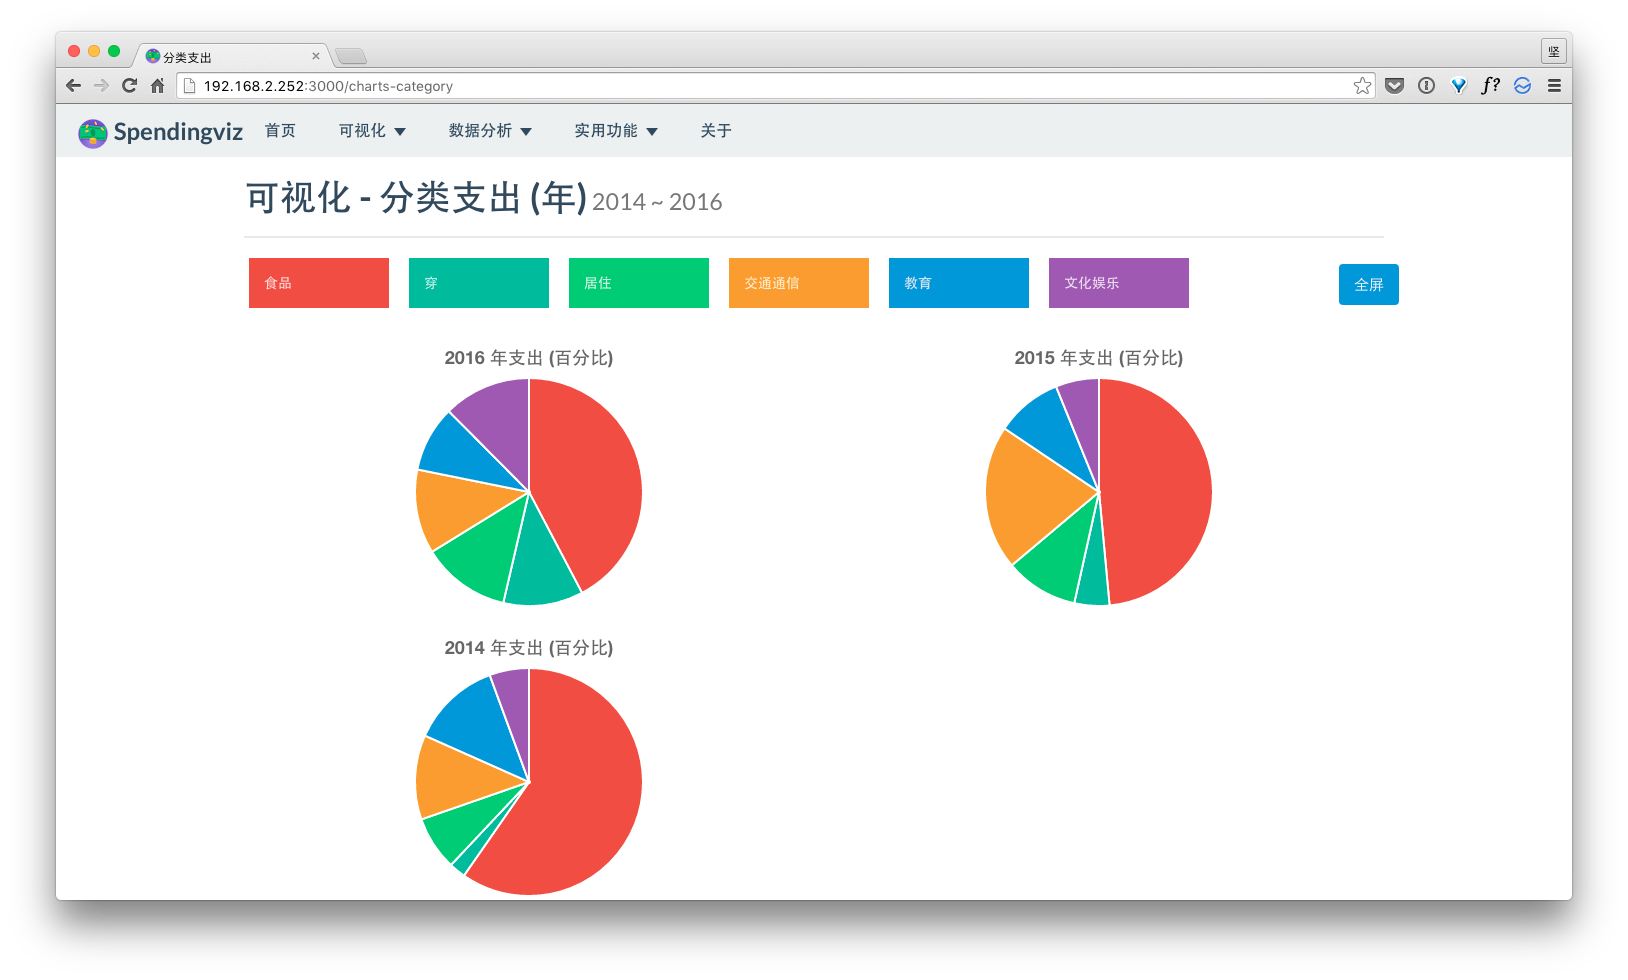 分类支出
坚
192.168.2.252:3000/charts-category
f?
Spendingviz 首页 可视化 数据分析 实用功能 关于
可视化 - 分类支出 (年) 2014 ~ 2016
食品 穿 居住 交通通信 教育 文化娱乐 全屏
2016 年支出 (百分比) 2015 年支出 (百分比)
2014 年支出 (百分比)